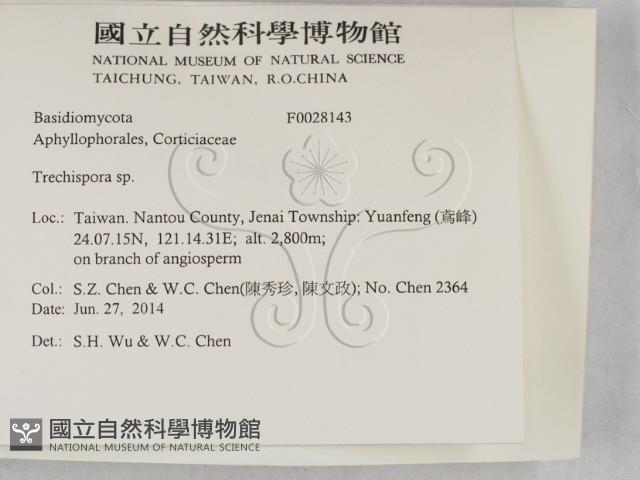 國立自然科學博物館
NATIONAL MUSEUM OF NATURAL SCIENCE
TAICHUNG, TAIWAN, R.O.CHINA
Basidiomycota F0028143
Aphyllophorales, Corticiaceae
Trechispora sp.
Loc.: Taiwan. Nantou County, Jenai Township: Yuanfeng (鳶峰)
24.07.15N, 121.14.31E; alt. 2,800m;
on branch of angiosperm
Col.: S.Z. Chen & W.C. Chen(陳秀珍, 陳文政); No. Chen 2364
Date: Jun. 27, 2014
Det.: S.H. Wu & W.C. Chen
國立自然科學博物館
NATIONAL MUSEUM OF NATURAL SCIENCE